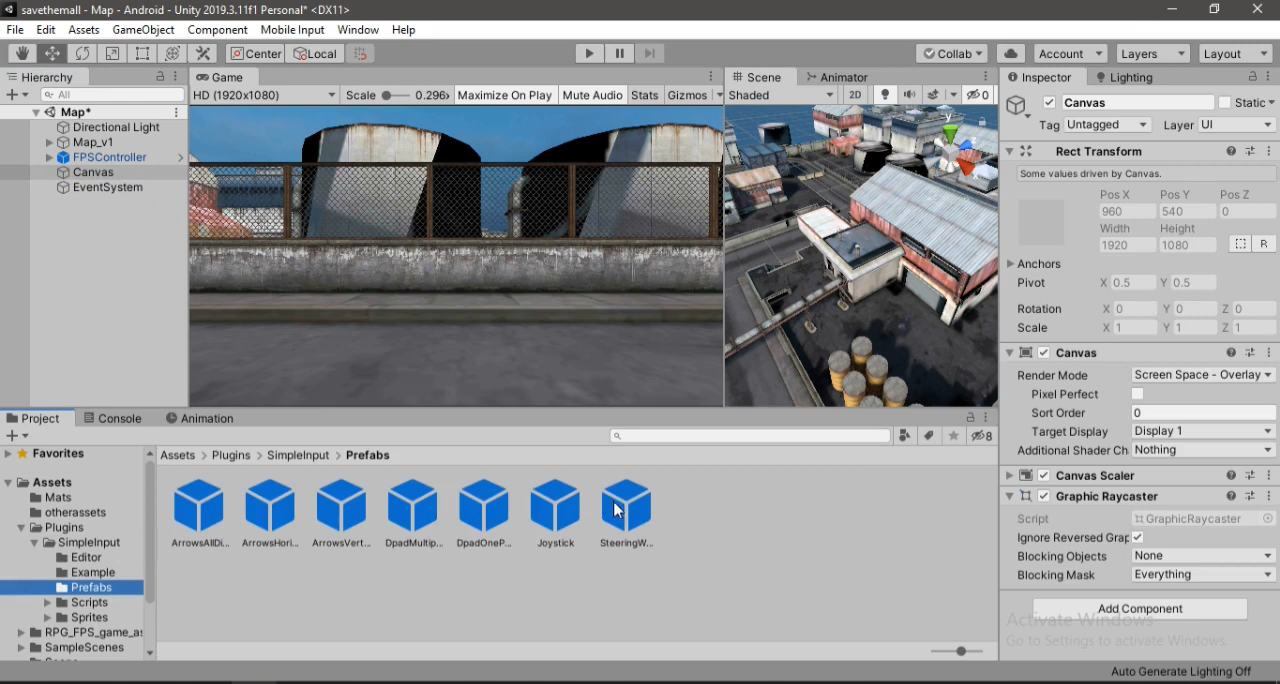 savethemall - Map - Android - Unity 2019.3.11f1 Personal* <DX11>
File Edit Assets GameObject Component Mobile Input Window Help
Center Local Collab Account Layers Layout
Hierarchy Game Scene Animator Inspector Lighting
All HD (1920x1080) Scale 0.296x Maximize On Play Mute Audio Stats Gizmos Shaded 2D 0 Canvas Static
Map*
Directional Light
Map_v1
FPSController
Canvas
EventSystem
y
Tag Untagged Layer UI
Rect Transform
Some values driven by Canvas.
Pos X Pos Y Pos Z
960 540 0
Width Height
1920 1080 R
Anchors
Pivot X 0.5 Y 0.5
Rotation X 0 Y 0 Z 0
Scale X 1 Y 1 Z 1
Canvas
Render Mode Screen Space - Overlay
Pixel Perfect
Sort Order 0
Target Display Display 1
Additional Shader Ch Nothing
Canvas Scaler
Graphic Raycaster
Script GraphicRaycaster
Ignore Reversed Grap
Blocking Objects None
Blocking Mask Everything
Add Component
Activate Windows
Go to Settings to activate Windows.
Project Console Animation
8
Favorites
Assets
Mats
otherassets
Plugins
SimpleInput
Editor
Example
Prefabs
Scripts
Sprites
RPG_FPS_game_as
SampleScenes
Assets > Plugins > SimpleInput > Prefabs
ArrowsAllDi... ArrowsHori... ArrowsVert... DpadMultip... DpadOneP... Joystick SteeringW...
Auto Generate Lighting Off